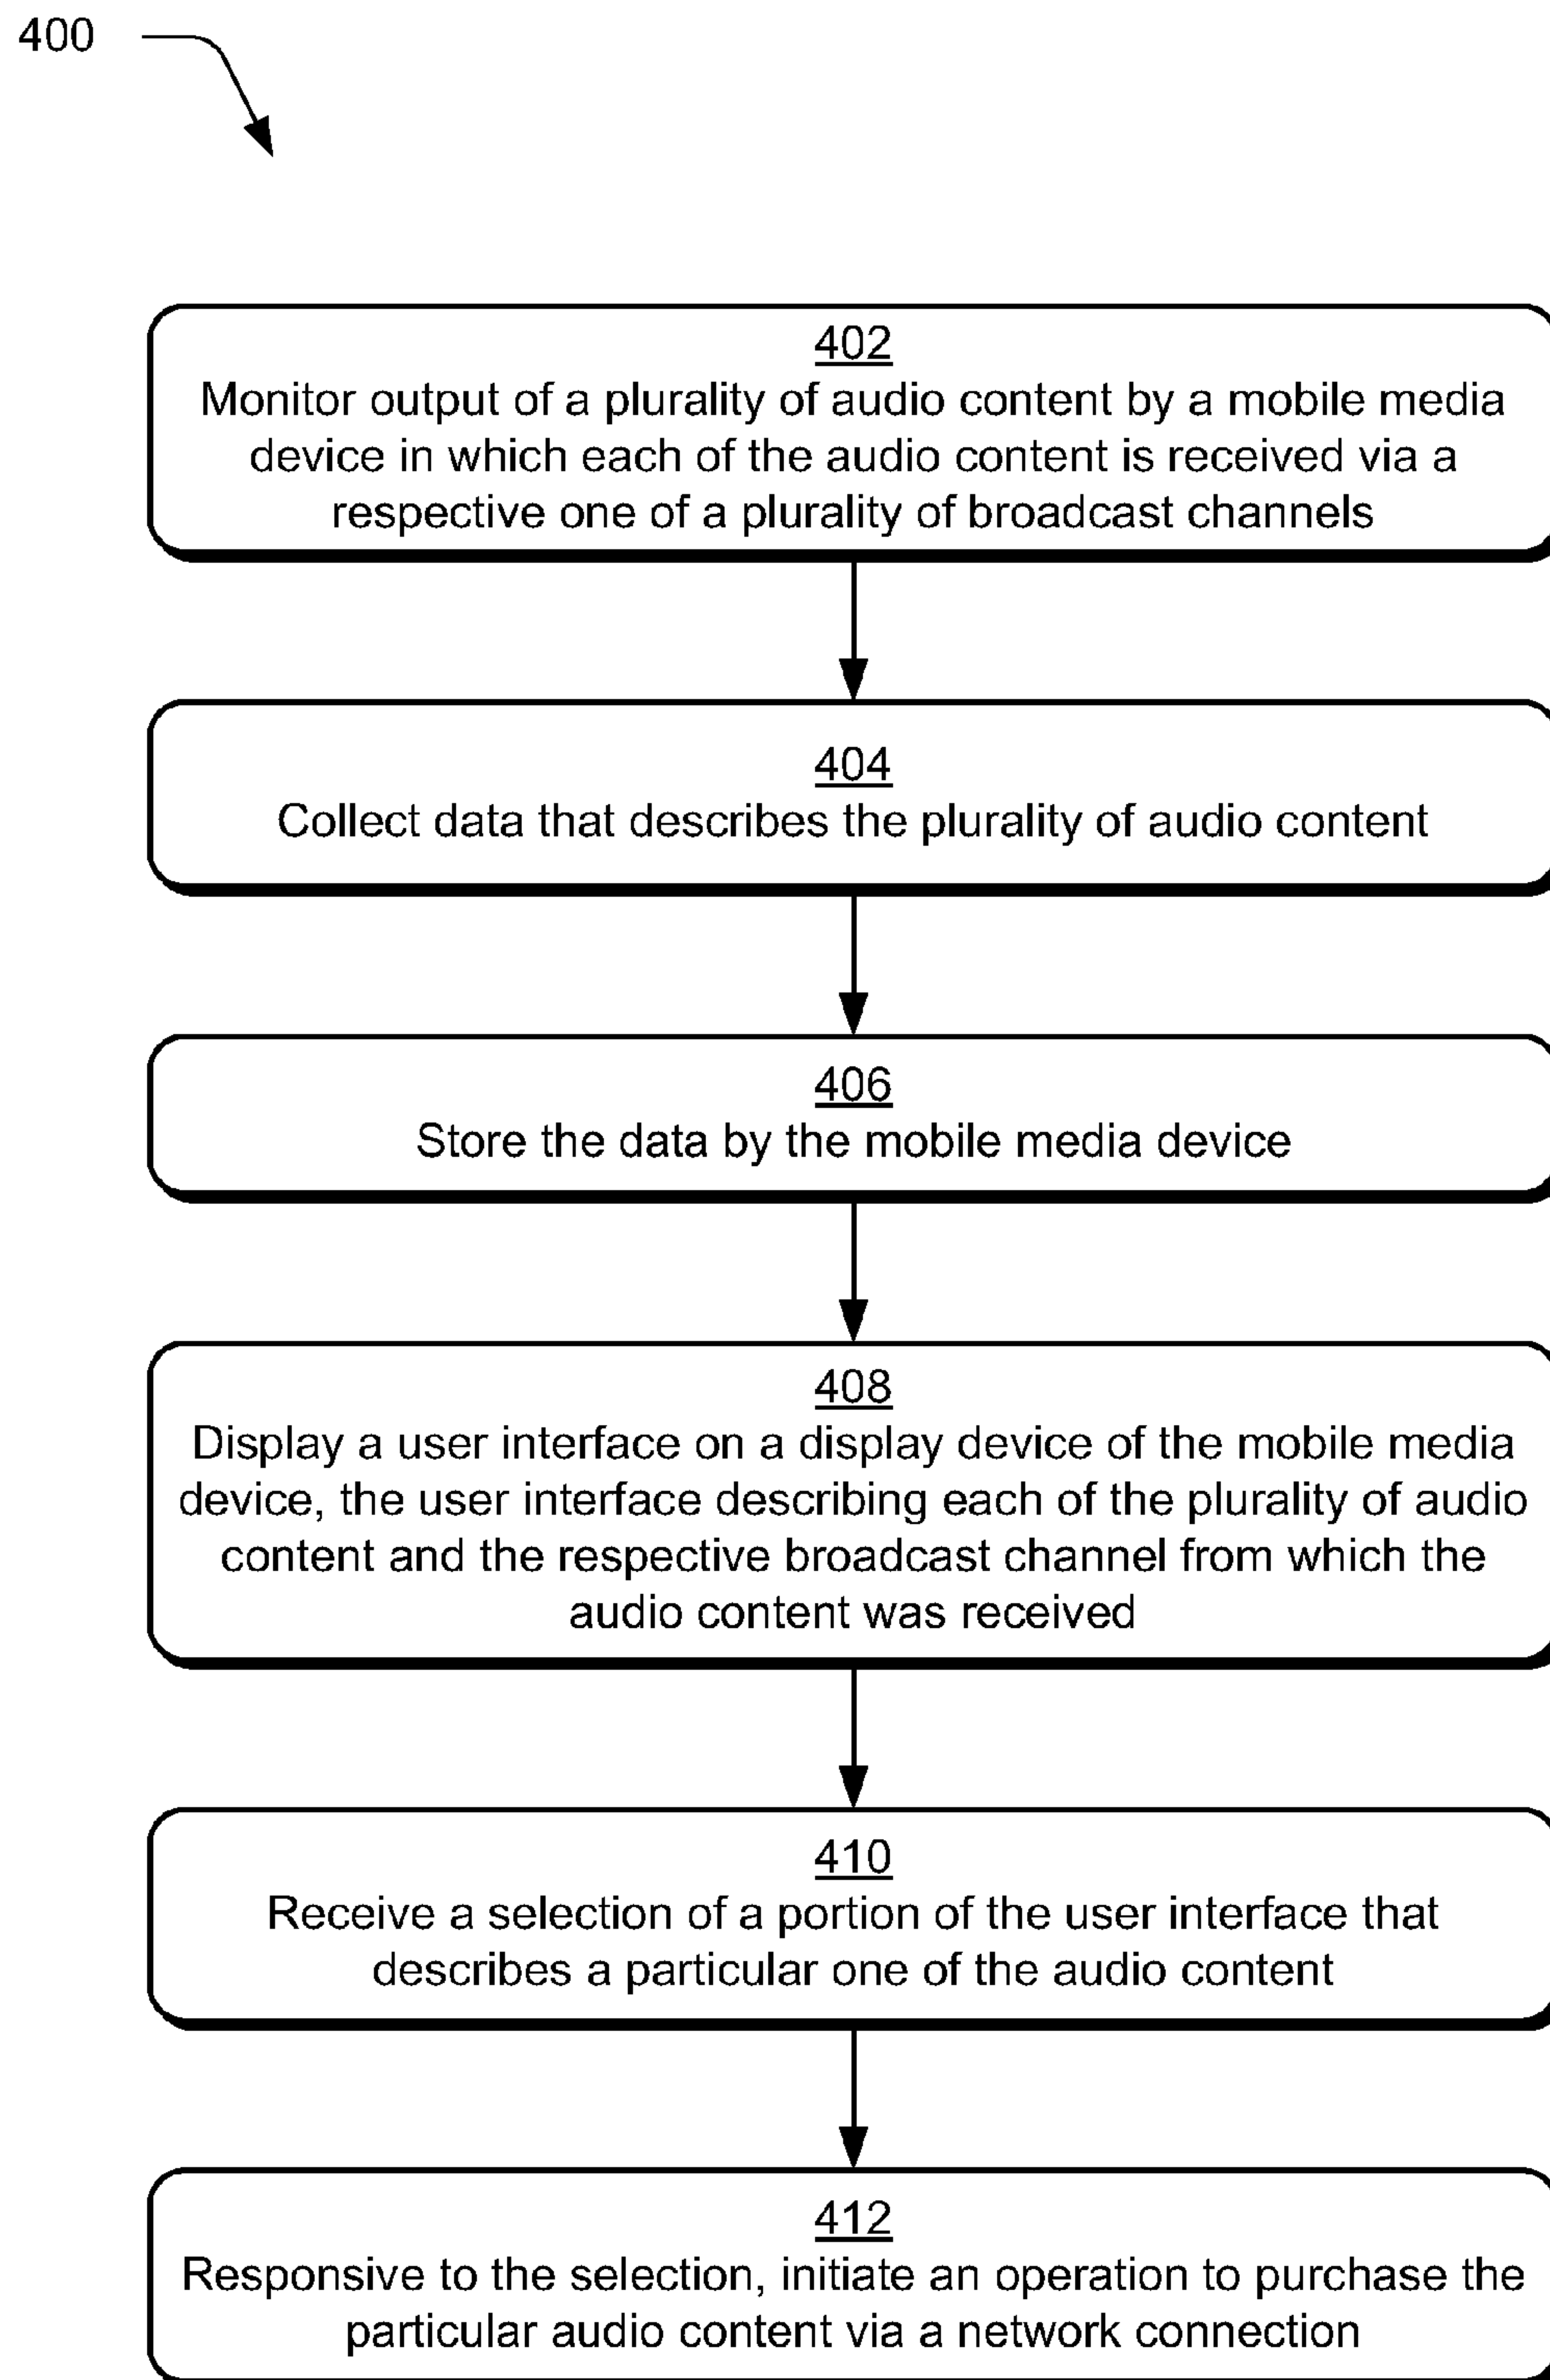 400
402
Monitor output of a plurality of audio content by a mobile media
device in which each of the audio content is received via a
respective one of a plurality of broadcast channels
404
Collect data that describes the plurality of audio content
406
Store the data by the mobile media device
408
Display a user interface on a display device of the mobile media
device, the user interface describing each of the plurality of audio
content and the respective broadcast channel from which the
audio content was received
410
Receive a selection of a portion of the user interface that
describes a particular one of the audio content
412
Responsive to the selection, initiate an operation to purchase the
particular audio content via a network connection